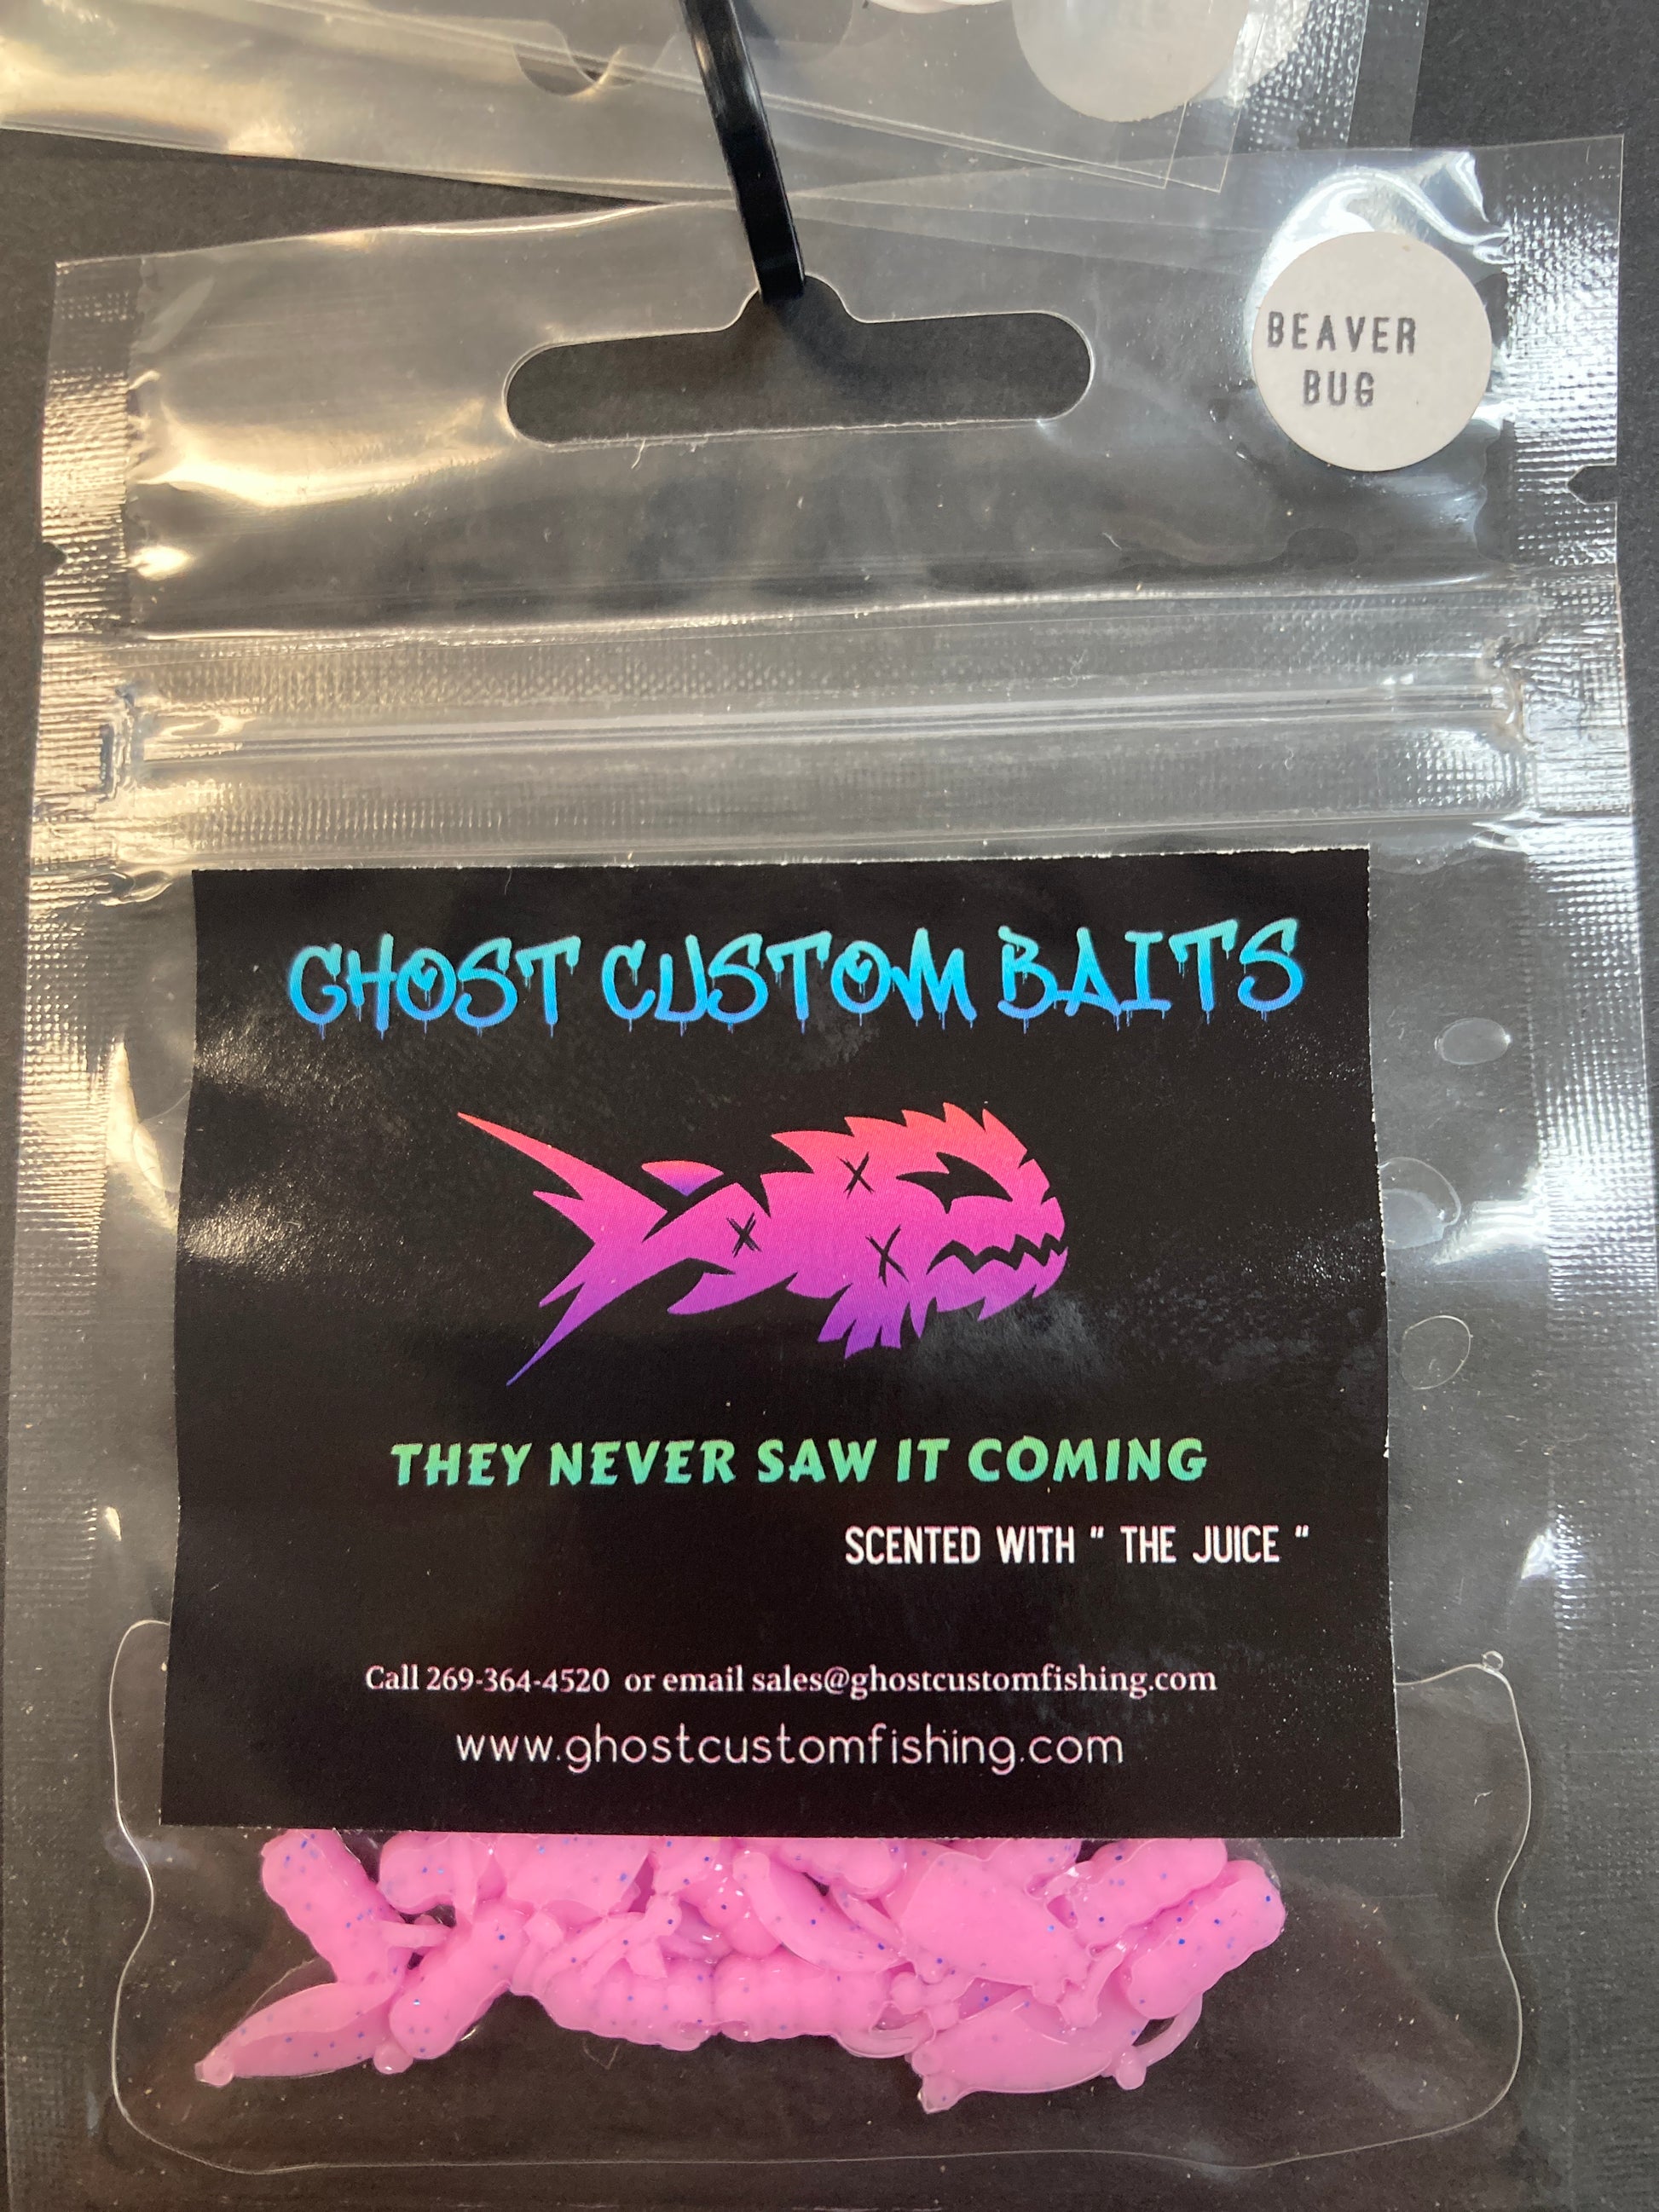 BEAVER
BUG
GHOST CUSTOM BAITS
THEY NEVER SAW IT COMING
SCENTED WITH " THE JUICE "
Call 269-364-4520 or email sales@ghostcustomfishing.com
www.ghostcustomfishing.com